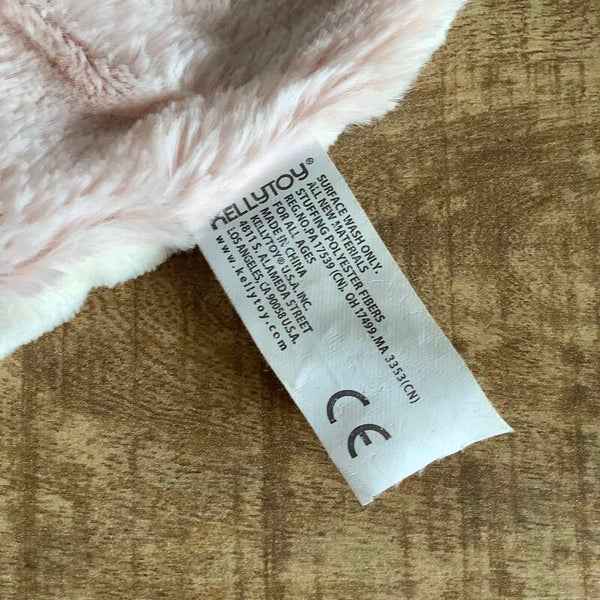 KELLYTOY®
SURFACE WASH ONLY.
ALL NEW MATERIALS
STUFFING POLYESTER FIBERS
REG.NO.PA 17539 (CN), OH 17499, MA 3353(CN)
FOR ALL AGES
MADE IN CHINA
KELLYTOY® U.S.A., INC.
4811 S. ALAMEDA STREET
LOS ANGELES, CA 90058 U.S.A.
www.kellytoy.com
CE